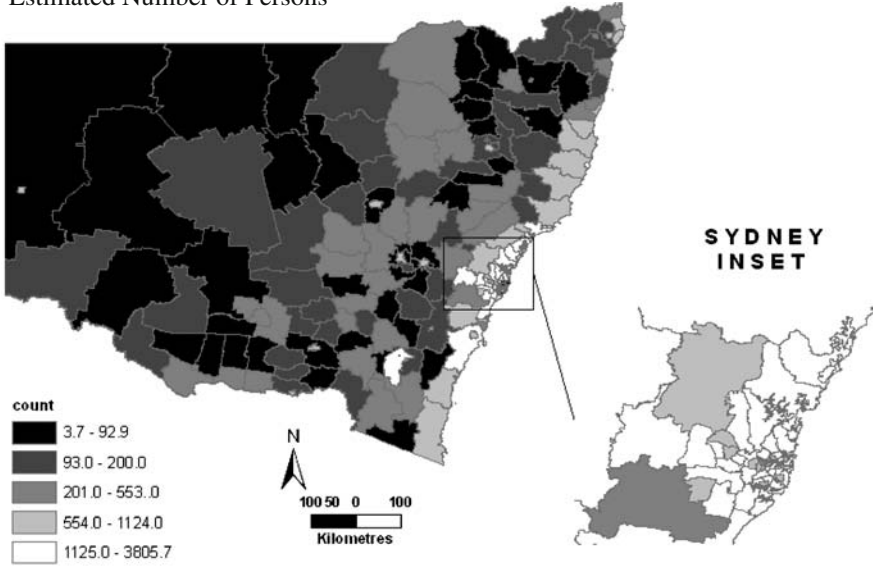 Estimated Number of Persons
SYDNEY
INSET
count
3.7 - 92.9
93.0 - 200.0
201.0 - 553..0
554.0 - 1124.0
1125.0 - 3805.7
N
100 50 0 100
Kilometres